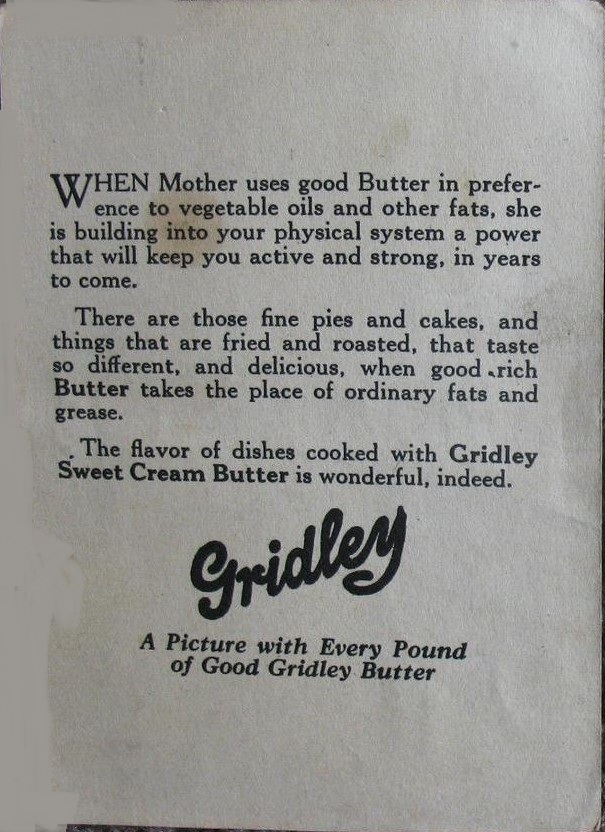 WHEN Mother uses good Butter in prefer-
ence to vegetable oils and other fats, she
is building into your physical system a power
that will keep you active and strong, in years
to come.
There are those fine pies and cakes, and
things that are fried and roasted, that taste
so different, and delicious, when good rich
Butter takes the place of ordinary fats and
grease.
The flavor of dishes cooked with Gridley
Sweet Cream Butter is wonderful, indeed.
Gridley
A Picture with Every Pound
of Good Gridley Butter